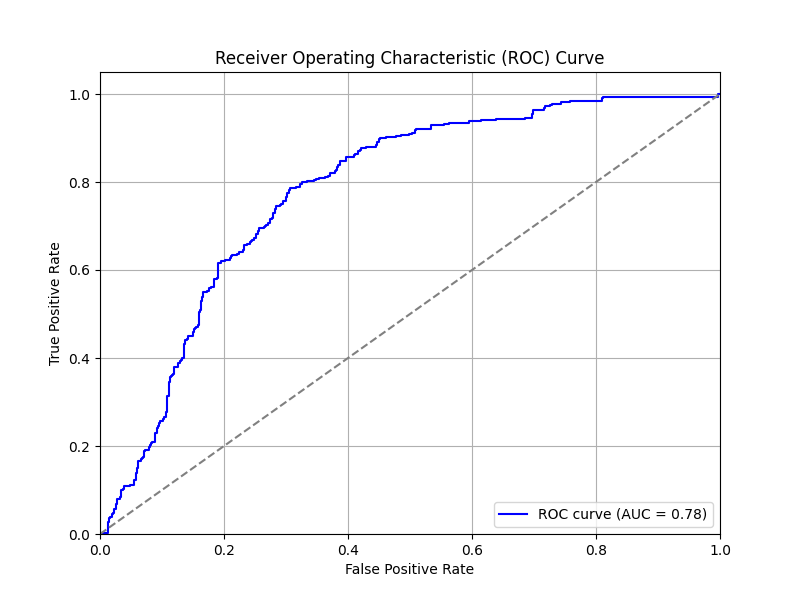 Receiver Operating Characteristic (ROC) Curve
1.0
0.8
0.6
0.4
0.2
0.0
True Positive Rate
ROC curve (AUC = 0.78)
0.0 0.2 0.4 0.6 0.8 1.0
False Positive Rate